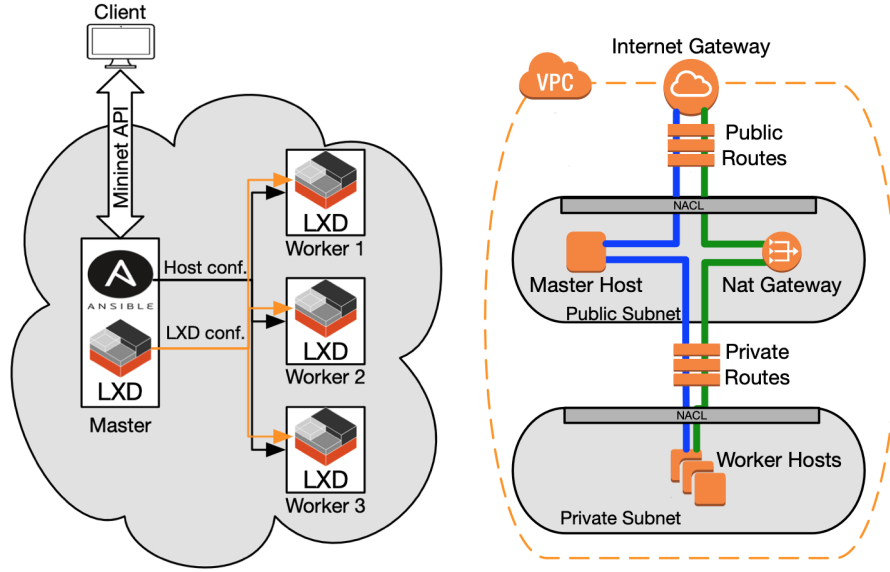 Client
Mininet API
ANSIBLE
LXD
Master
Host conf.
LXD conf.
LXD
Worker 1
LXD
Worker 2
LXD
Worker 3
Internet Gateway
VPC
Public
Routes
NACL
Master Host
Nat Gateway
Public Subnet
Private
Routes
NACL
Worker Hosts
Private Subnet